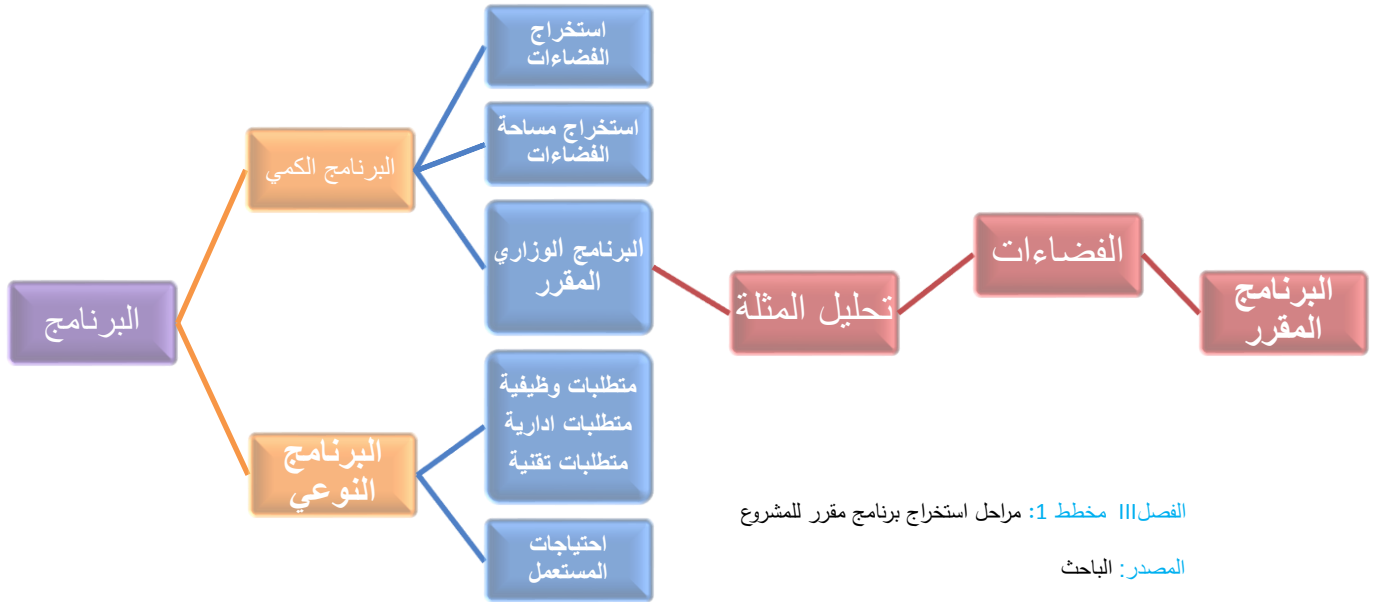 البرنامج
البرنامج الكمي
استخراج
الفضاءات
استخراج مساحة
الفضاءات
البرنامج الوزاري
المقرر
تحليل المثلة
الفضاءات
البرنامج
المقرر
البرنامج
النوعي
متطلبات وظيفية
متطلبات ادارية
متطلبات تقنية
احتياجات
المستعمل
الفصلIII مخطط 1: مراحل استخراج برنامج مقرر للمشروع
المصدر: الباحث